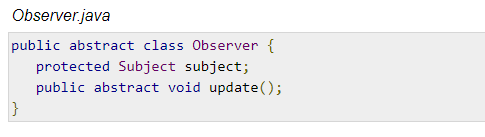 Observer.java
public abstract class Observer {
   protected Subject subject;
   public abstract void update();
}